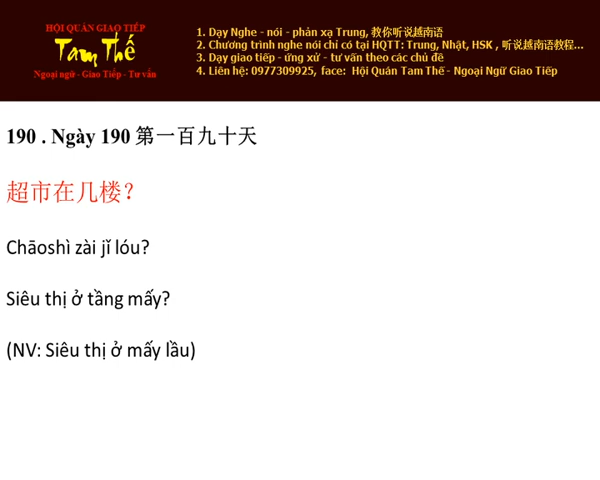 HỘI QUÁN GIAO TIẾP
Tam Thế
Ngoại ngữ - Giao Tiếp - Tư vấn
1. Dạy Nghe - nói - phản xạ Trung, 教你听说越南语
2. Chương trình nghe nói chỉ có tại HQTT: Trung, Nhật, HSK , 听说越南语教程...
3. Dạy giao tiếp - ứng xử - tư vấn theo các chủ đề
4. Liên hệ: 0977309925, face: Hội Quán Tam Thế - Ngoại Ngữ Giao Tiếp
190 . Ngày 190 第一百九十天
超市在几楼?
Chāoshì zài jǐ lóu?
Siêu thị ở tầng mấy?
(NV: Siêu thị ở mấy lầu)